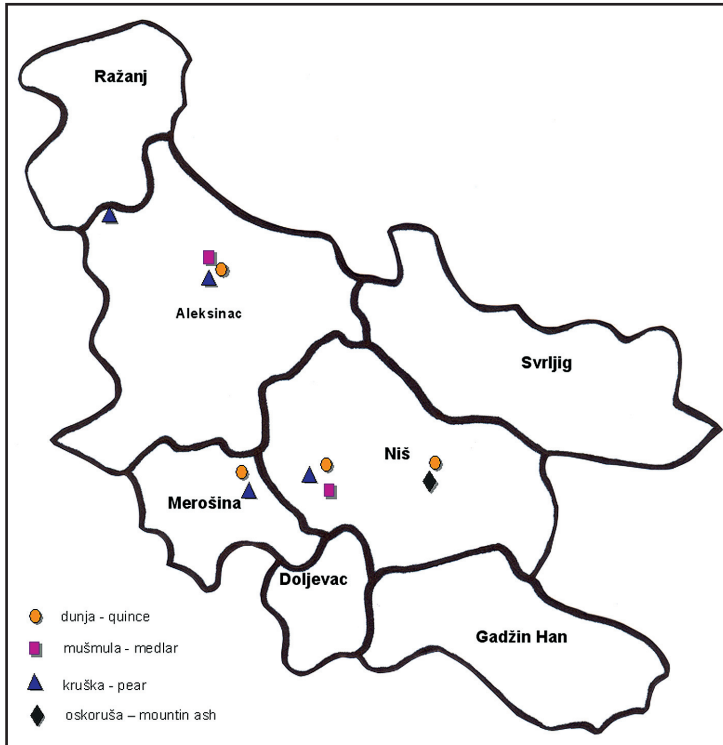 Ražanj
Aleksinac
Svrljig
Niš
Merošina
Doljevac
Gadžin Han
dunja - quince
mušmula - medlar
kruška - pear
oskoruša – mountin ash